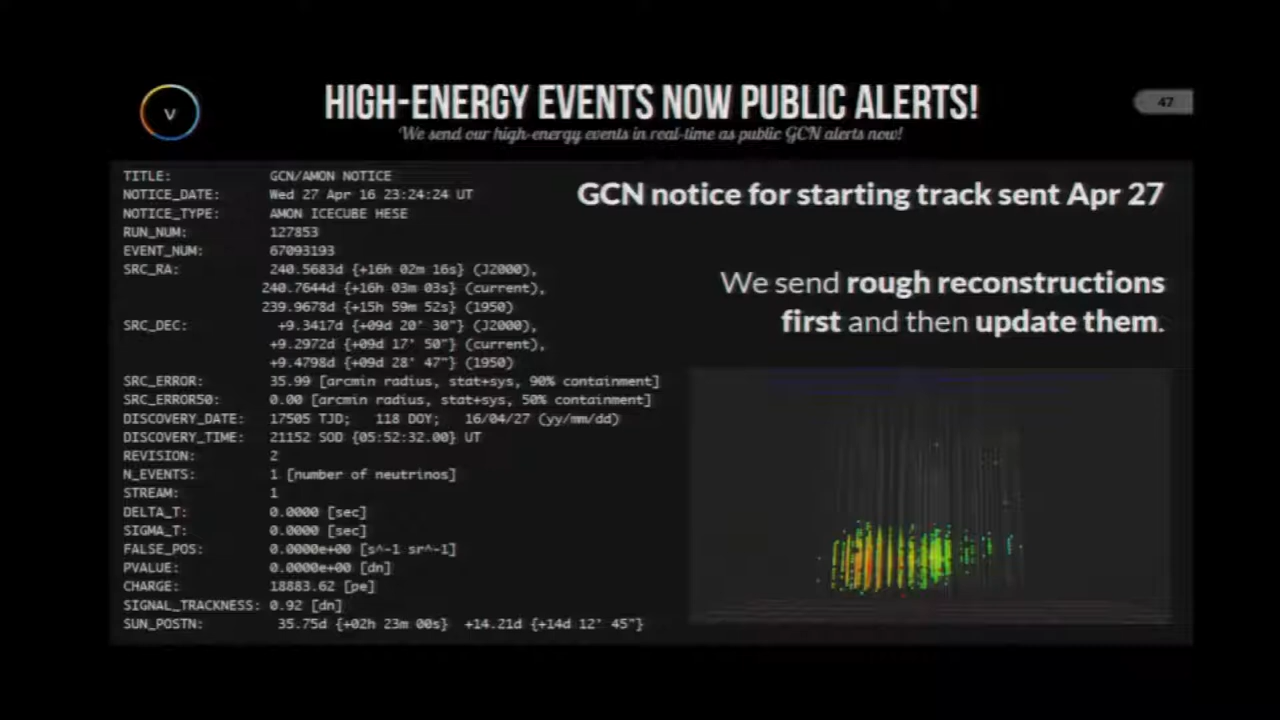 HIGH-ENERGY EVENTS NOW PUBLIC ALERTS!
We send our high-energy events in real-time as public GCN alerts now!
ν
47
TITLE: GCN/AMON NOTICE
NOTICE_DATE: Wed 27 Apr 16 23:24:24 UT
NOTICE_TYPE: AMON ICECUBE HESE
RUN_NUM: 127853
EVENT_NUM: 67093193
SRC_RA: 240.5683d {+16h 02m 16s} (J2000),
240.7644d {+16h 03m 03s} (current),
239.9678d {+15h 59m 52s} (1950)
SRC_DEC: +9.3417d {+09d 20' 30"} (J2000),
+9.2972d {+09d 17' 50"} (current),
+9.4798d {+09d 28' 47"} (1950)
SRC_ERROR: 35.99 [arcmin radius, stat+sys, 90% containment]
SRC_ERROR50: 0.00 [arcmin radius, stat+sys, 50% containment]
DISCOVERY_DATE: 17505 TJD; 118 DOY; 16/04/27 (yy/mm/dd)
DISCOVERY_TIME: 21152 SOD {05:52:32.00} UT
REVISION: 2
N_EVENTS: 1 [number of neutrinos]
STREAM: 1
DELTA_T: 0.0000 [sec]
SIGMA_T: 0.0000 [sec]
FALSE_POS: 0.0000e+00 [s^-1 sr^-1]
PVALUE: 0.0000e+00 [dn]
CHARGE: 18883.62 [pe]
SIGNAL_TRACKNESS: 0.92 [dn]
SUN_POSTN: 35.75d {+02h 23m 00s} +14.21d {+14d 12' 45"}
GCN notice for starting track sent Apr 27
We send rough reconstructions
first and then update them.